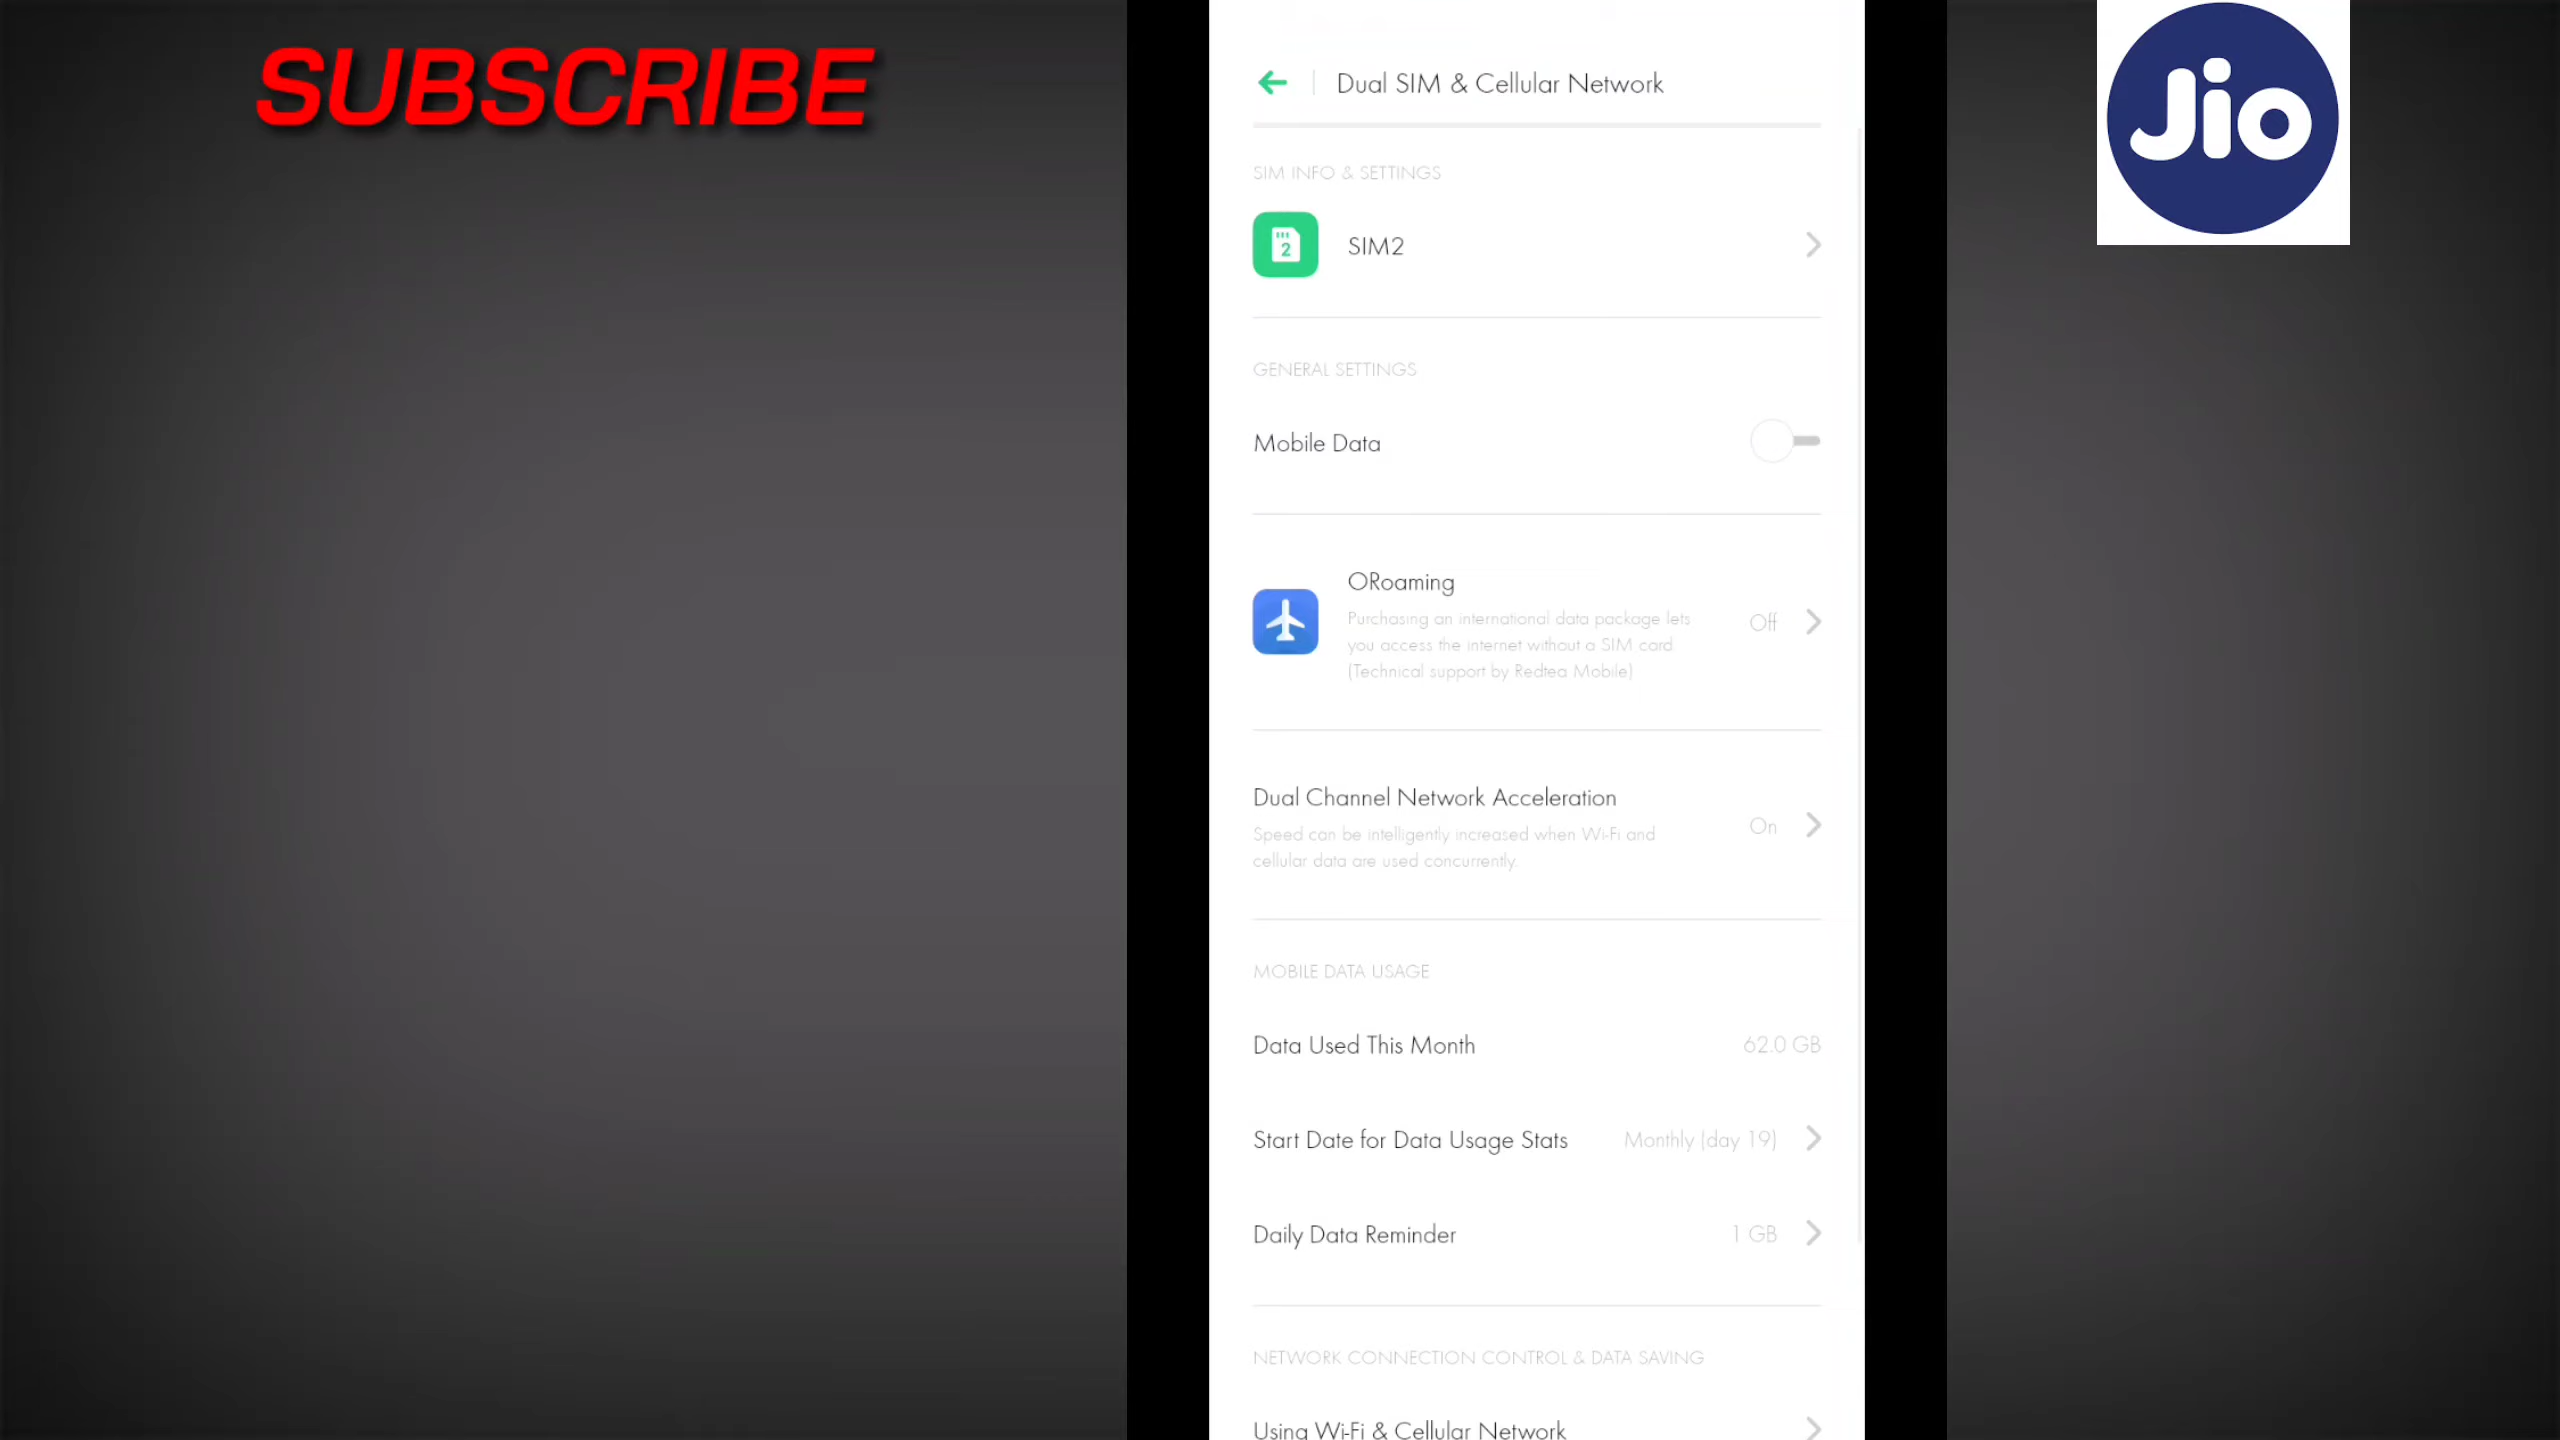 SUBSCRIBE
Jio
Dual SIM & Cellular Network
SIM INFO & SETTINGS
2
SIM2
GENERAL SETTINGS
Mobile Data
ORoaming
Purchasing an international data package lets
you access the internet without a SIM card.
(Technical support by Redtea Mobile)
Off
Dual Channel Network Acceleration
Speed can be intelligently increased when Wi-Fi and
cellular data are used concurrently.
On
MOBILE DATA USAGE
Data Used This Month 62.0 GB
Start Date for Data Usage Stats Monthly (day 19)
Daily Data Reminder 1 GB
NETWORK CONNECTION CONTROL & DATA SAVING
Using Wi-Fi & Cellular Network